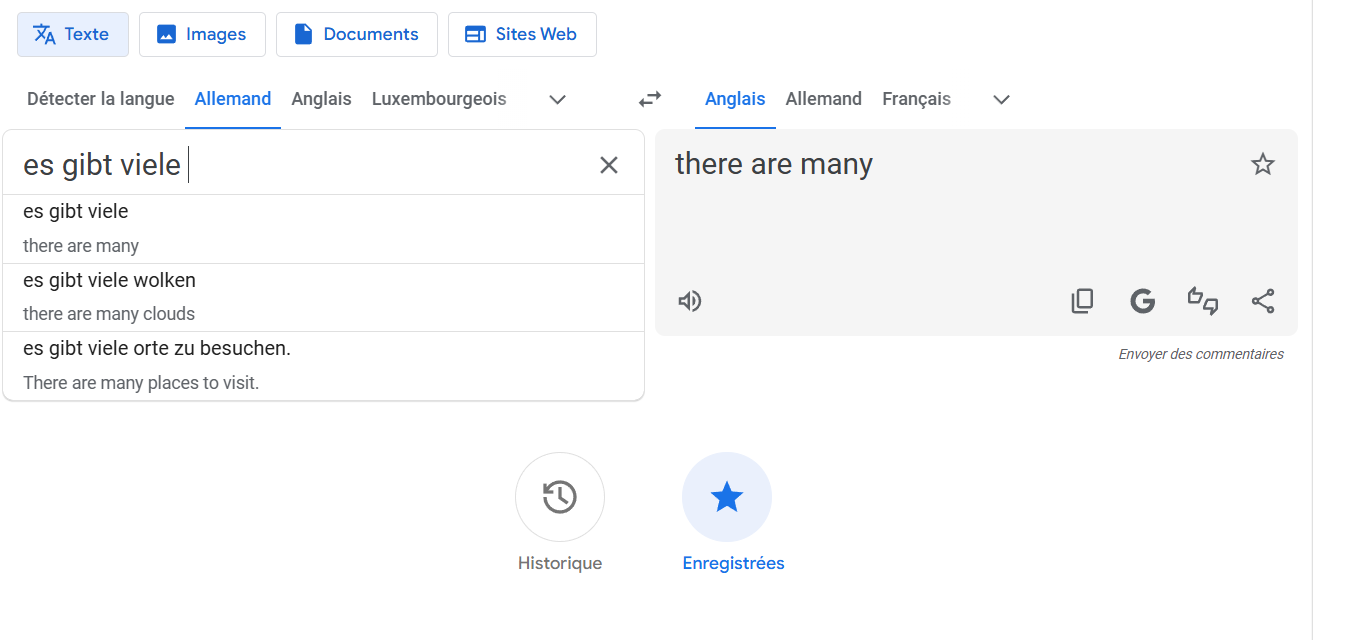 Texte Images Documents Sites Web
Détecter la langue Allemand Anglais Luxembourgeois Anglais Allemand Français
es gibt viele
there are many
es gibt viele
there are many
es gibt viele wolken
there are many clouds
es gibt viele orte zu besuchen.
There are many places to visit.
Envoyer des commentaires
Historique Enregistrées